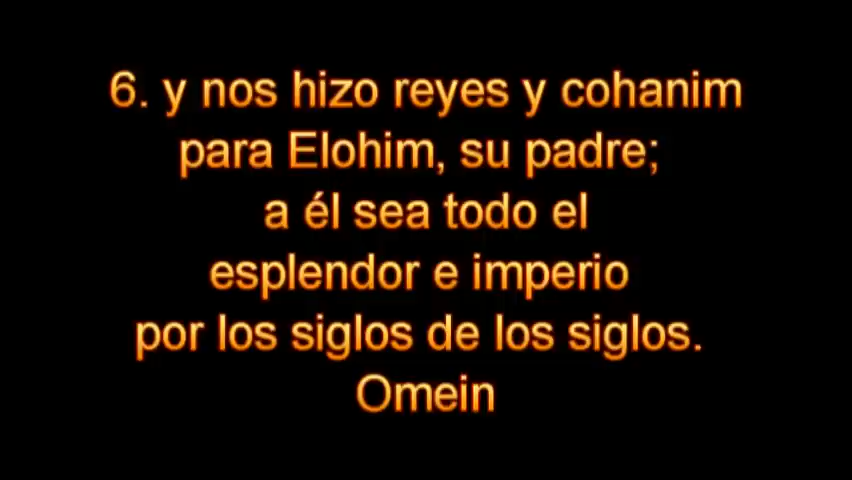 6. y nos hizo reyes y cohanim
para Elohim, su padre;
a él sea todo el
esplendor e imperio
por los siglos de los siglos.
Omein